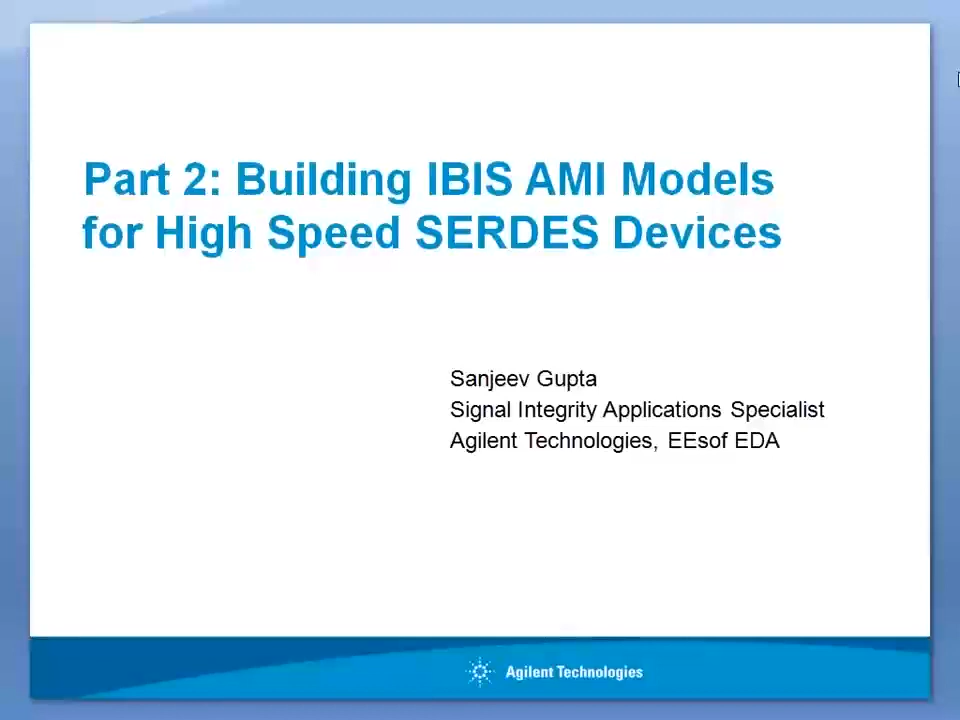 Part 2: Building IBIS AMI Models
for High Speed SERDES Devices
Sanjeev Gupta
Signal Integrity Applications Specialist
Agilent Technologies, EEsof EDA
Agilent Technologies